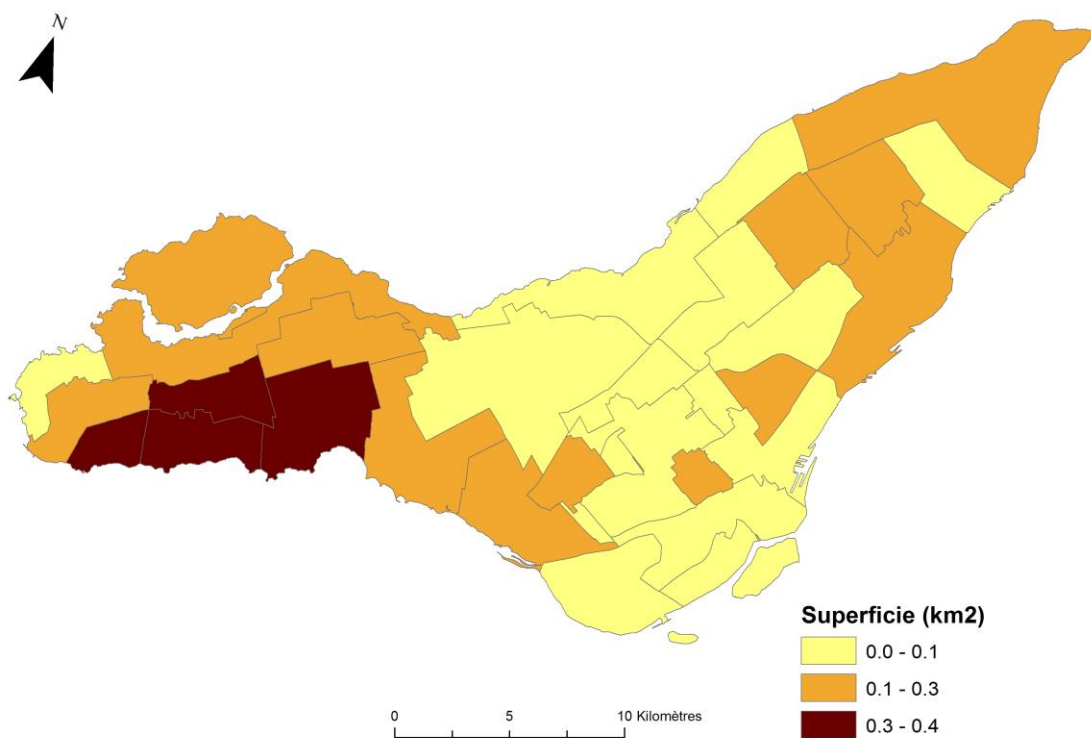 N
Superficie (km2)
0.0 - 0.1
0.1 - 0.3
0.3 - 0.4
0 5 10 Kilomètres